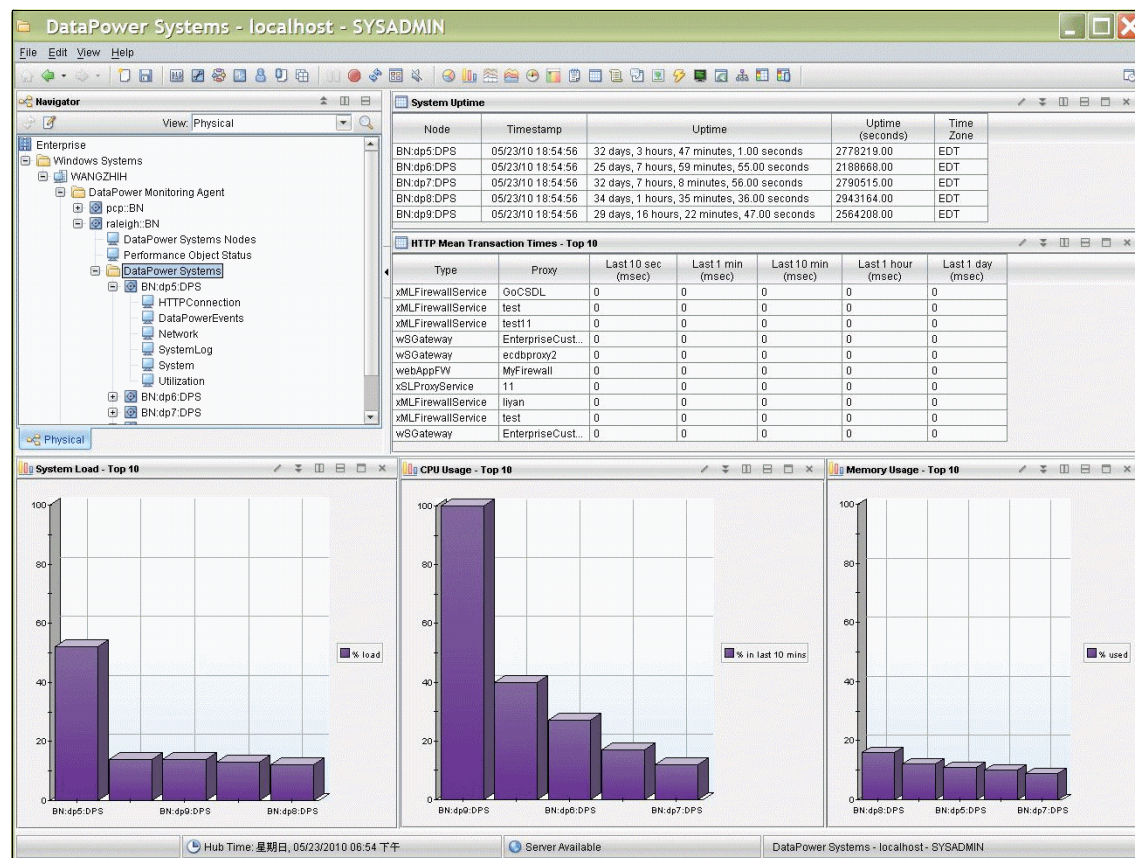 DataPower Systems - localhost - SYSADMIN
File Edit View Help
Navigator
View: Physical
Enterprise
Windows Systems
WANGZHIH
DataPower Monitoring Agent
pcp::BN
raleigh::BN
DataPower Systems Nodes
Performance Object Status
DataPower Systems
BN:dp5:DPS
HTTPConnection
DataPowerEvents
Network
SystemLog
System
Utilization
BN:dp6:DPS
BN:dp7:DPS
Physical
System Uptime
Node Timestamp Uptime Uptime (seconds) Time Zone
BN:dp5:DPS 05/23/10 18:54:56 32 days, 3 hours, 47 minutes, 1.00 seconds 2778219.00 EDT
BN:dp6:DPS 05/23/10 18:54:56 25 days, 7 hours, 59 minutes, 55.00 seconds 2188668.00 EDT
BN:dp7:DPS 05/23/10 18:54:56 32 days, 7 hours, 8 minutes, 56.00 seconds 2790515.00 EDT
BN:dp8:DPS 05/23/10 18:54:56 34 days, 1 hours, 35 minutes, 36.00 seconds 2943164.00 EDT
BN:dp9:DPS 05/23/10 18:54:56 29 days, 16 hours, 22 minutes, 47.00 seconds 2564208.00 EDT
HTTP Mean Transaction Times - Top 10
Type Proxy Last 10 sec (msec) Last 1 min (msec) Last 10 min (msec) Last 1 hour (msec) Last 1 day (msec)
xMLFirewallService GoCSDL 0 0 0 0 0
xMLFirewallService test 0 0 0 0 0
xMLFirewallService test11 0 0 0 0 0
wSGateway EnterpriseCust... 0 0 0 0 0
wSGateway ecdbproxy2 0 0 0 0 0
webAppFW MyFirewall 0 0 0 0 0
xSLProxyService 11 0 0 0 0 0
xMLFirewallService liyan 0 0 0 0 0
xMLFirewallService test 0 0 0 0 0
wSGateway EnterpriseCust... 0 0 0 0 0
System Load - Top 10
100
80
60
40
20
0
BN:dp5:DPS BN:dp9:DPS BN:dp8:DPS
% load
CPU Usage - Top 10
100
80
60
40
20
0
BN:dp9:DPS BN:dp6:DPS BN:dp7:DPS
% in last 10 mins
Memory Usage - Top 10
100
80
60
40
20
0
BN:dp8:DPS BN:dp5:DPS BN:dp7:DPS
% used
Hub Time: 星期日, 05/23/2010 06:54 下午
Server Available
DataPower Systems - localhost - SYSADMIN